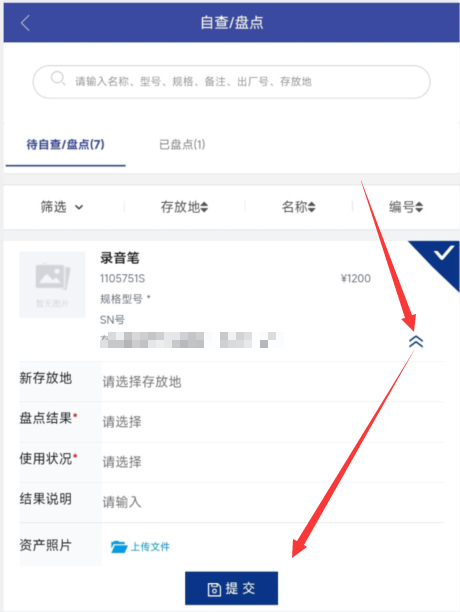 自查/盘点
请输入名称、型号、规格、备注、出厂号、存放地
待自查/盘点(7) 已盘点(1)
筛选 存放地 名称 编号
录音笔
1105751S ¥1200
暂无图片
规格型号 *
SN号
新存放地 请选择存放地
盘点结果* 请选择
使用状况* 请选择
结果说明 请输入
资产照片 上传文件
提交